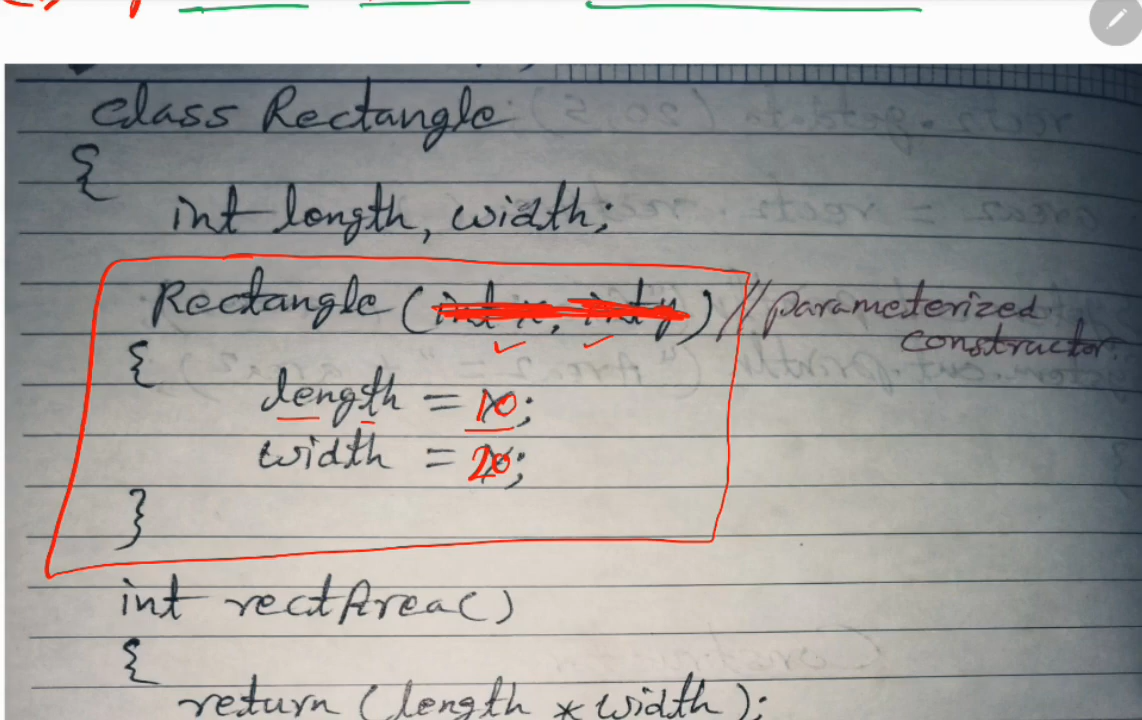 class Rectangle
{
int length, width;
Rectangle (int x, int y) // parameterized
constructor
{
length = 10;
width = 20;
}
int rectArea()
{
return (length * width);